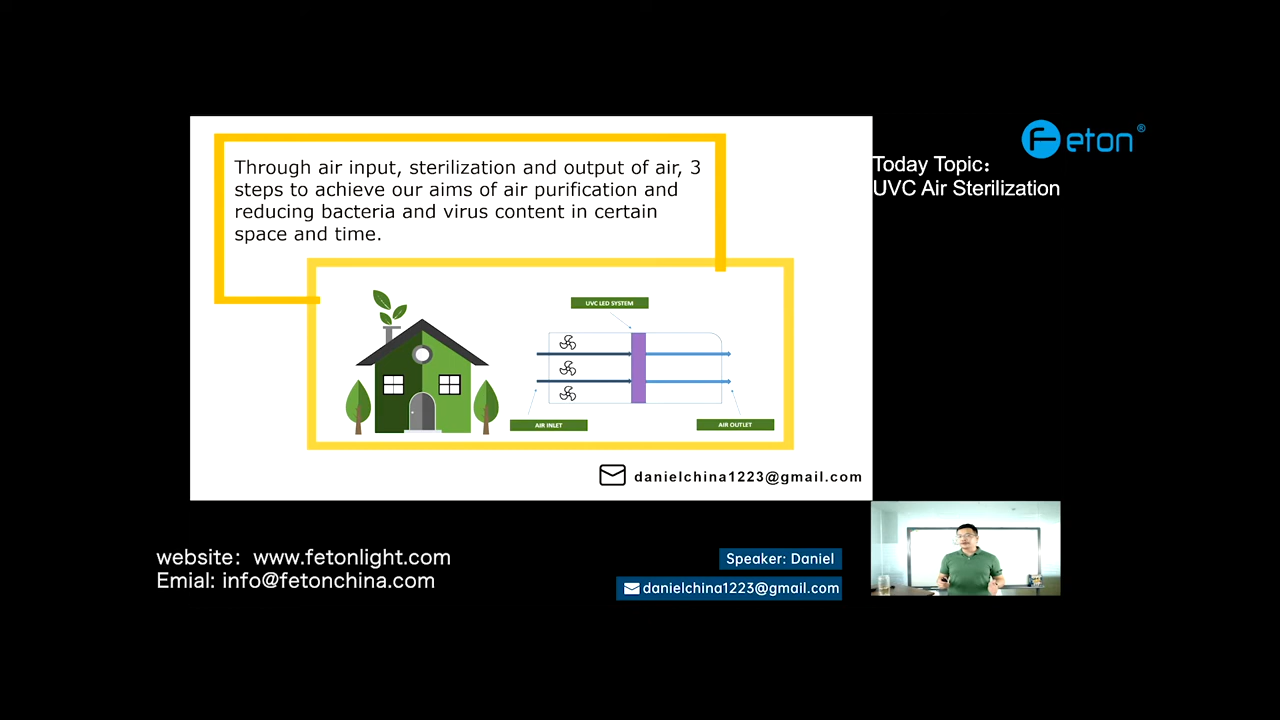 Through air input, sterilization and output of air, 3
steps to achieve our aims of air purification and
reducing bacteria and virus content in certain
space and time.
UVC LED SYSTEM
AIR INLET
AIR OUTLET
danielchina1223@gmail.com
Feton®
Today Topic:
UVC Air Sterilization
website: www.fetonlight.com
Emial: info@fetonchina.com
Speaker: Daniel
danielchina1223@gmail.com